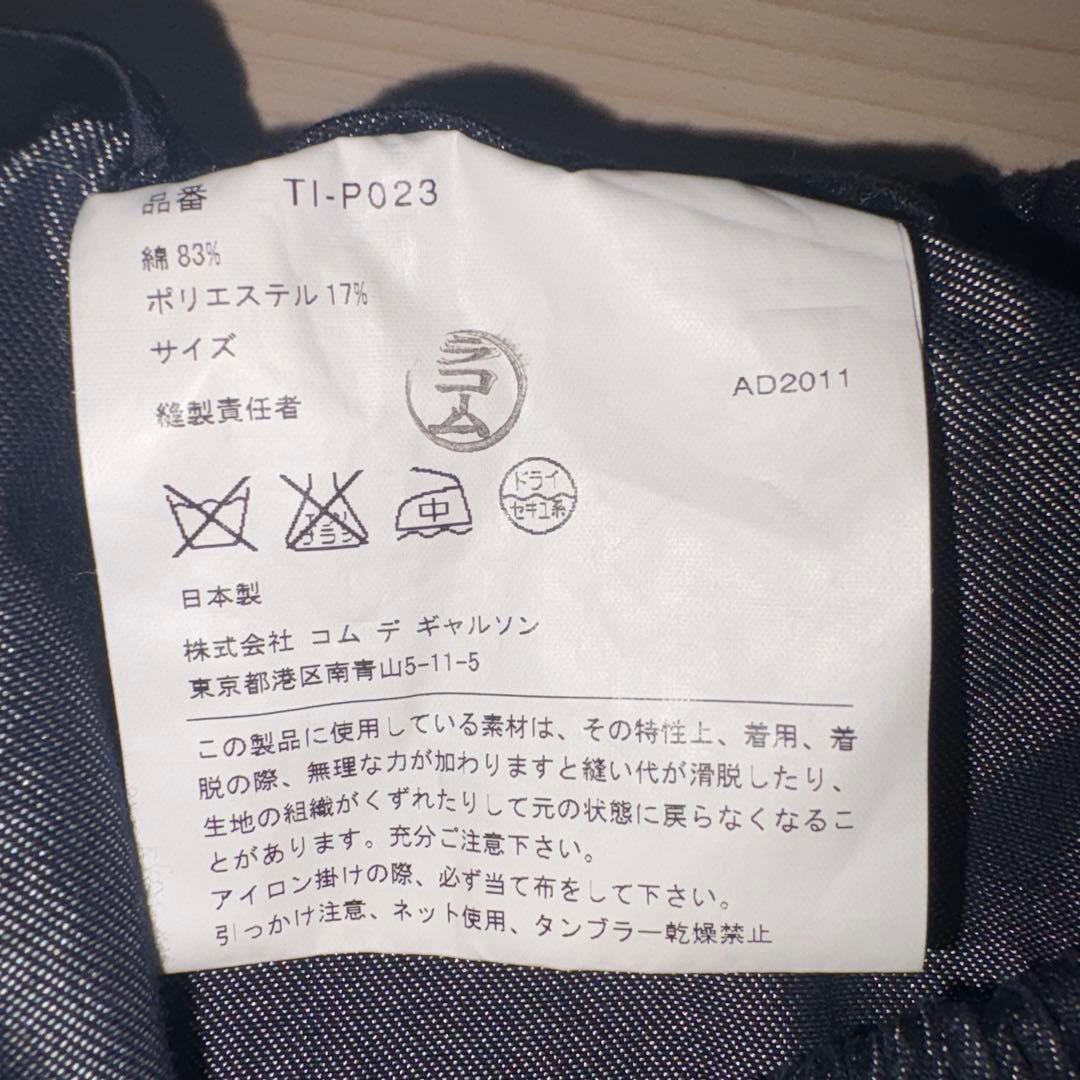 品番 TI-P023
綿 83%
ポリエステル 17%
サイズ
縫製責任者
ラコム
AD2011
エンソ
サラシ
中
ドライ
セキユ系
日本製
株式会社 コム デ ギャルソン
東京都港区南青山5-11-5
この製品に使用している素材は、その特性上、着用、着
脱の際、無理な力が加わりますと縫い代が滑脱したり、
生地の組織がくずれたりして元の状態に戻らなくなるこ
とがあります。充分ご注意下さい。
アイロン掛けの際、必ず当て布をして下さい。
引っかけ注意、ネット使用、タンブラー乾燥禁止